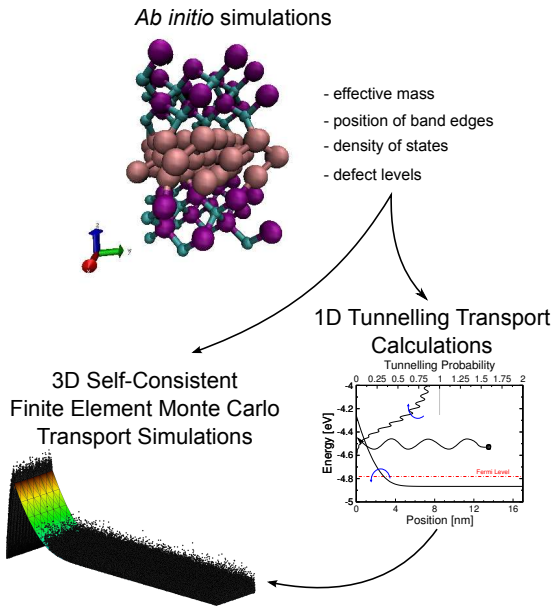 Ab initio simulations
- effective mass
- position of band edges
- density of states
- defect levels
1D Tunnelling Transport
Calculations
Tunnelling Probability
0 0.25 0.5 0.75 1 1.25 1.5 1.75 2
-4
-4.2
-4.4
-4.6
-4.8
-5
Energy [eV]
Fermi Level
0 4 8 12 16
Position [nm]
3D Self-Consistent
Finite Element Monte Carlo
Transport Simulations